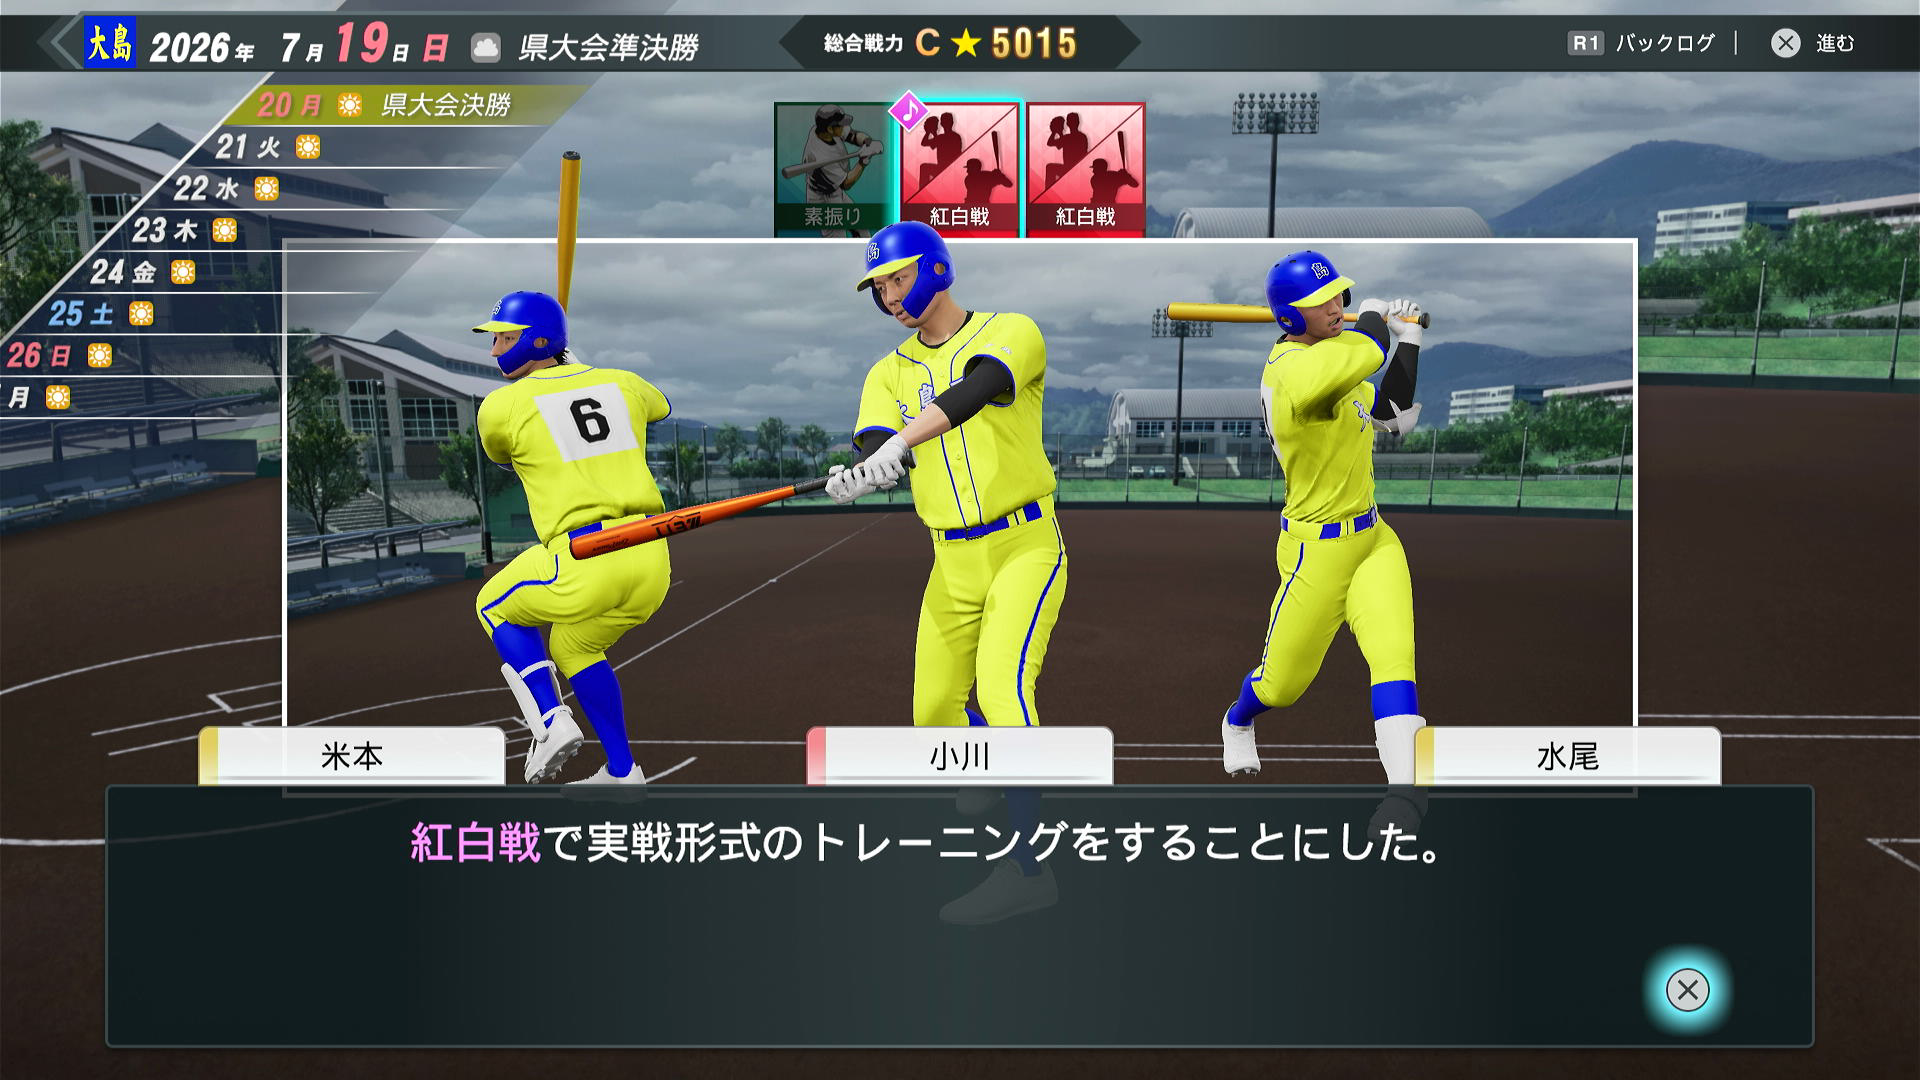 大島 2026年 7月19日 日 県大会準決勝
総合戦力 C ★ 5015
R1 バックログ
進む
20 月 県大会決勝
21 火
22 水
23 木
24 金
25 土
26 日
月
素振り
紅白戦
紅白戦
6
米本
小川
水尾
紅白戦で実戦形式のトレーニングをすることにした。